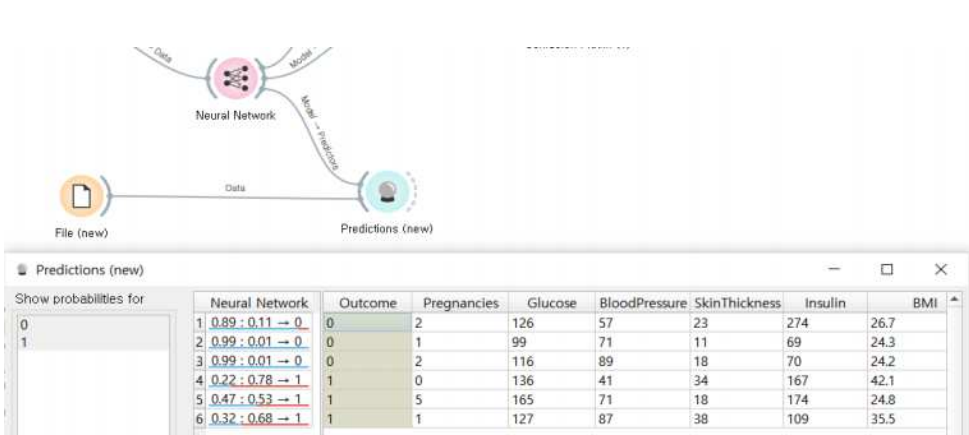 Data
Model
Neural Network
Model → Predictors
Data
File (new)
Predictions (new)
Predictions (new)
Show probabilities for
0
1
Neural Network Outcome Pregnancies Glucose BloodPressure SkinThickness Insulin BMI
1 0.89 : 0.11 → 0 0 2 126 57 23 274 26.7
2 0.99 : 0.01 → 0 0 1 99 71 11 69 24.3
3 0.99 : 0.01 → 0 0 2 116 89 18 70 24.2
4 0.22 : 0.78 → 1 1 0 136 41 34 167 42.1
5 0.47 : 0.53 → 1 1 5 165 71 18 174 24.8
6 0.32 : 0.68 → 1 1 1 127 87 38 109 35.5